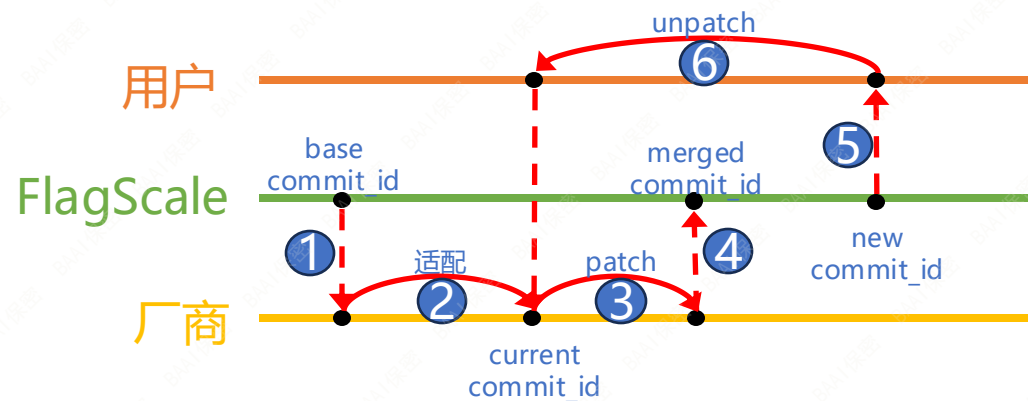 unpatch
6
用户
base
commit_id
merged
commit_id
5
FlagScale
new
commit_id
1
适配
patch
4
2
3
厂商
current
commit_id